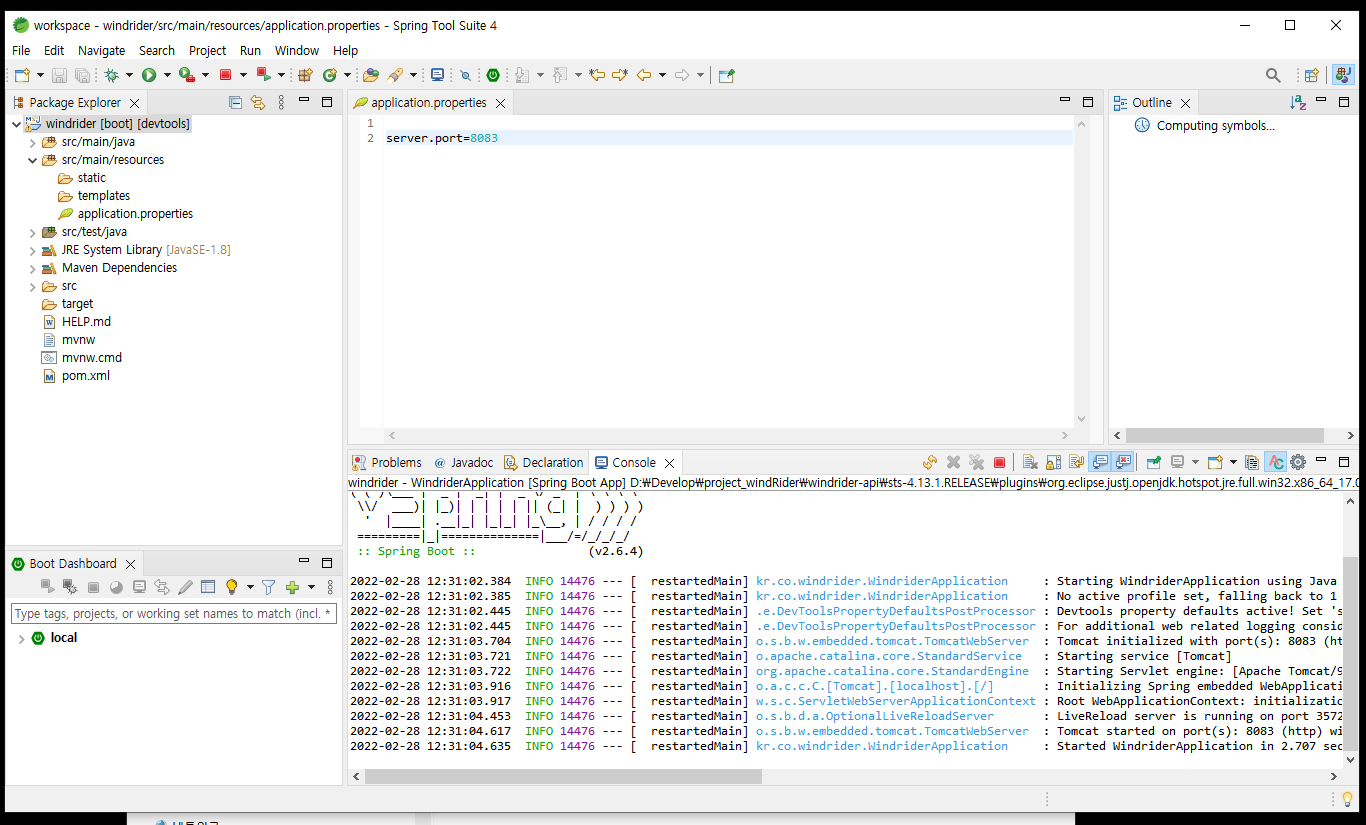 workspace - windrider/src/main/resources/application.properties - Spring Tool Suite 4
File Edit Navigate Search Project Run Window Help
Package Explorer
windrider [boot] [devtools]
src/main/java
src/main/resources
static
templates
application.properties
src/test/java
JRE System Library [JavaSE-1.8]
Maven Dependencies
src
target
HELP.md
mvnw
mvnw.cmd
pom.xml
application.properties
1
2 server.port=8083
Outline
Computing symbols...
Boot Dashboard
Type tags, projects, or working set names to match (incl. *
local
Problems @ Javadoc Declaration Console
windrider - WindriderApplication [Spring Boot App] D:₩Develop₩project_windRider₩windrider-api₩sts-4.13.1.RELEASE₩plugins₩org.eclipse.justj.openjdk.hotspot.jre.full.win32.x86_64_17.0
:: Spring Boot :: (v2.6.4)
2022-02-28 12:31:02.384 INFO 14476 --- [ restartedMain] kr.co.windrider.WindriderApplication : Starting WindriderApplication using Java
2022-02-28 12:31:02.385 INFO 14476 --- [ restartedMain] kr.co.windrider.WindriderApplication : No active profile set, falling back to 1
2022-02-28 12:31:02.445 INFO 14476 --- [ restartedMain] .e.DevToolsPropertyDefaultsPostProcessor : Devtools property defaults active! Set 's
2022-02-28 12:31:02.445 INFO 14476 --- [ restartedMain] .e.DevToolsPropertyDefaultsPostProcessor : For additional web related logging consid
2022-02-28 12:31:03.704 INFO 14476 --- [ restartedMain] o.s.b.w.embedded.tomcat.TomcatWebServer : Tomcat initialized with port(s): 8083 (ht
2022-02-28 12:31:03.721 INFO 14476 --- [ restartedMain] o.apache.catalina.core.StandardService : Starting service [Tomcat]
2022-02-28 12:31:03.722 INFO 14476 --- [ restartedMain] org.apache.catalina.core.StandardEngine : Starting Servlet engine: [Apache Tomcat/9
2022-02-28 12:31:03.916 INFO 14476 --- [ restartedMain] o.a.c.c.C.[Tomcat].[localhost].[/] : Initializing Spring embedded WebApplicati
2022-02-28 12:31:03.917 INFO 14476 --- [ restartedMain] w.s.c.ServletWebServerApplicationContext : Root WebApplicationContext: initializatio
2022-02-28 12:31:04.453 INFO 14476 --- [ restartedMain] o.s.b.d.a.OptionalLiveReloadServer : LiveReload server is running on port 3572
2022-02-28 12:31:04.617 INFO 14476 --- [ restartedMain] o.s.b.w.embedded.tomcat.TomcatWebServer : Tomcat started on port(s): 8083 (http) wi
2022-02-28 12:31:04.635 INFO 14476 --- [ restartedMain] kr.co.windrider.WindriderApplication : Started WindriderApplication in 2.707 sec